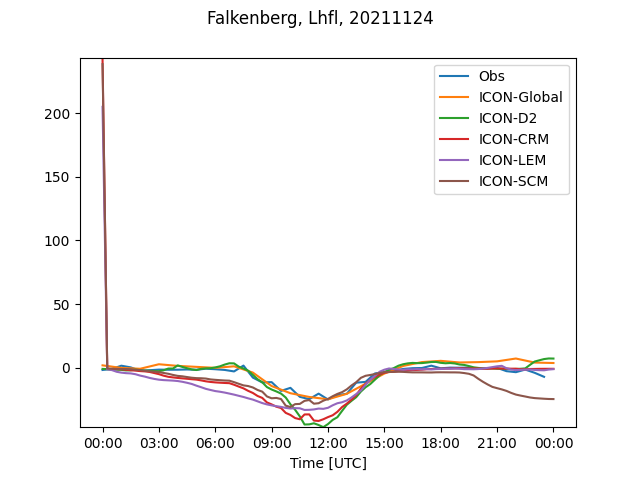 Falkenberg, Lhfl, 20211124
Obs
ICON-Global
ICON-D2
ICON-CRM
ICON-LEM
ICON-SCM
200
150
100
50
0
00:00 03:00 06:00 09:00 12:00 15:00 18:00 21:00 00:00
Time [UTC]